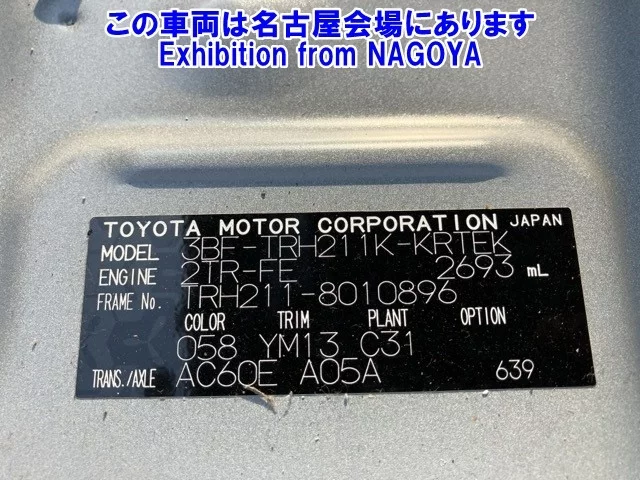 この車両は名古屋会場にあります
Exhibition from NAGOYA
TOYOTA MOTOR CORPORATION JAPAN
MODEL 3BF-TRH211K-KRTEK
ENGINE 2TR-FE 2693 mL
FRAME No. TRH211-8010896
COLOR TRIM PLANT OPTION
058 YM13 C31
TRANS./AXLE AC60E A05A 639